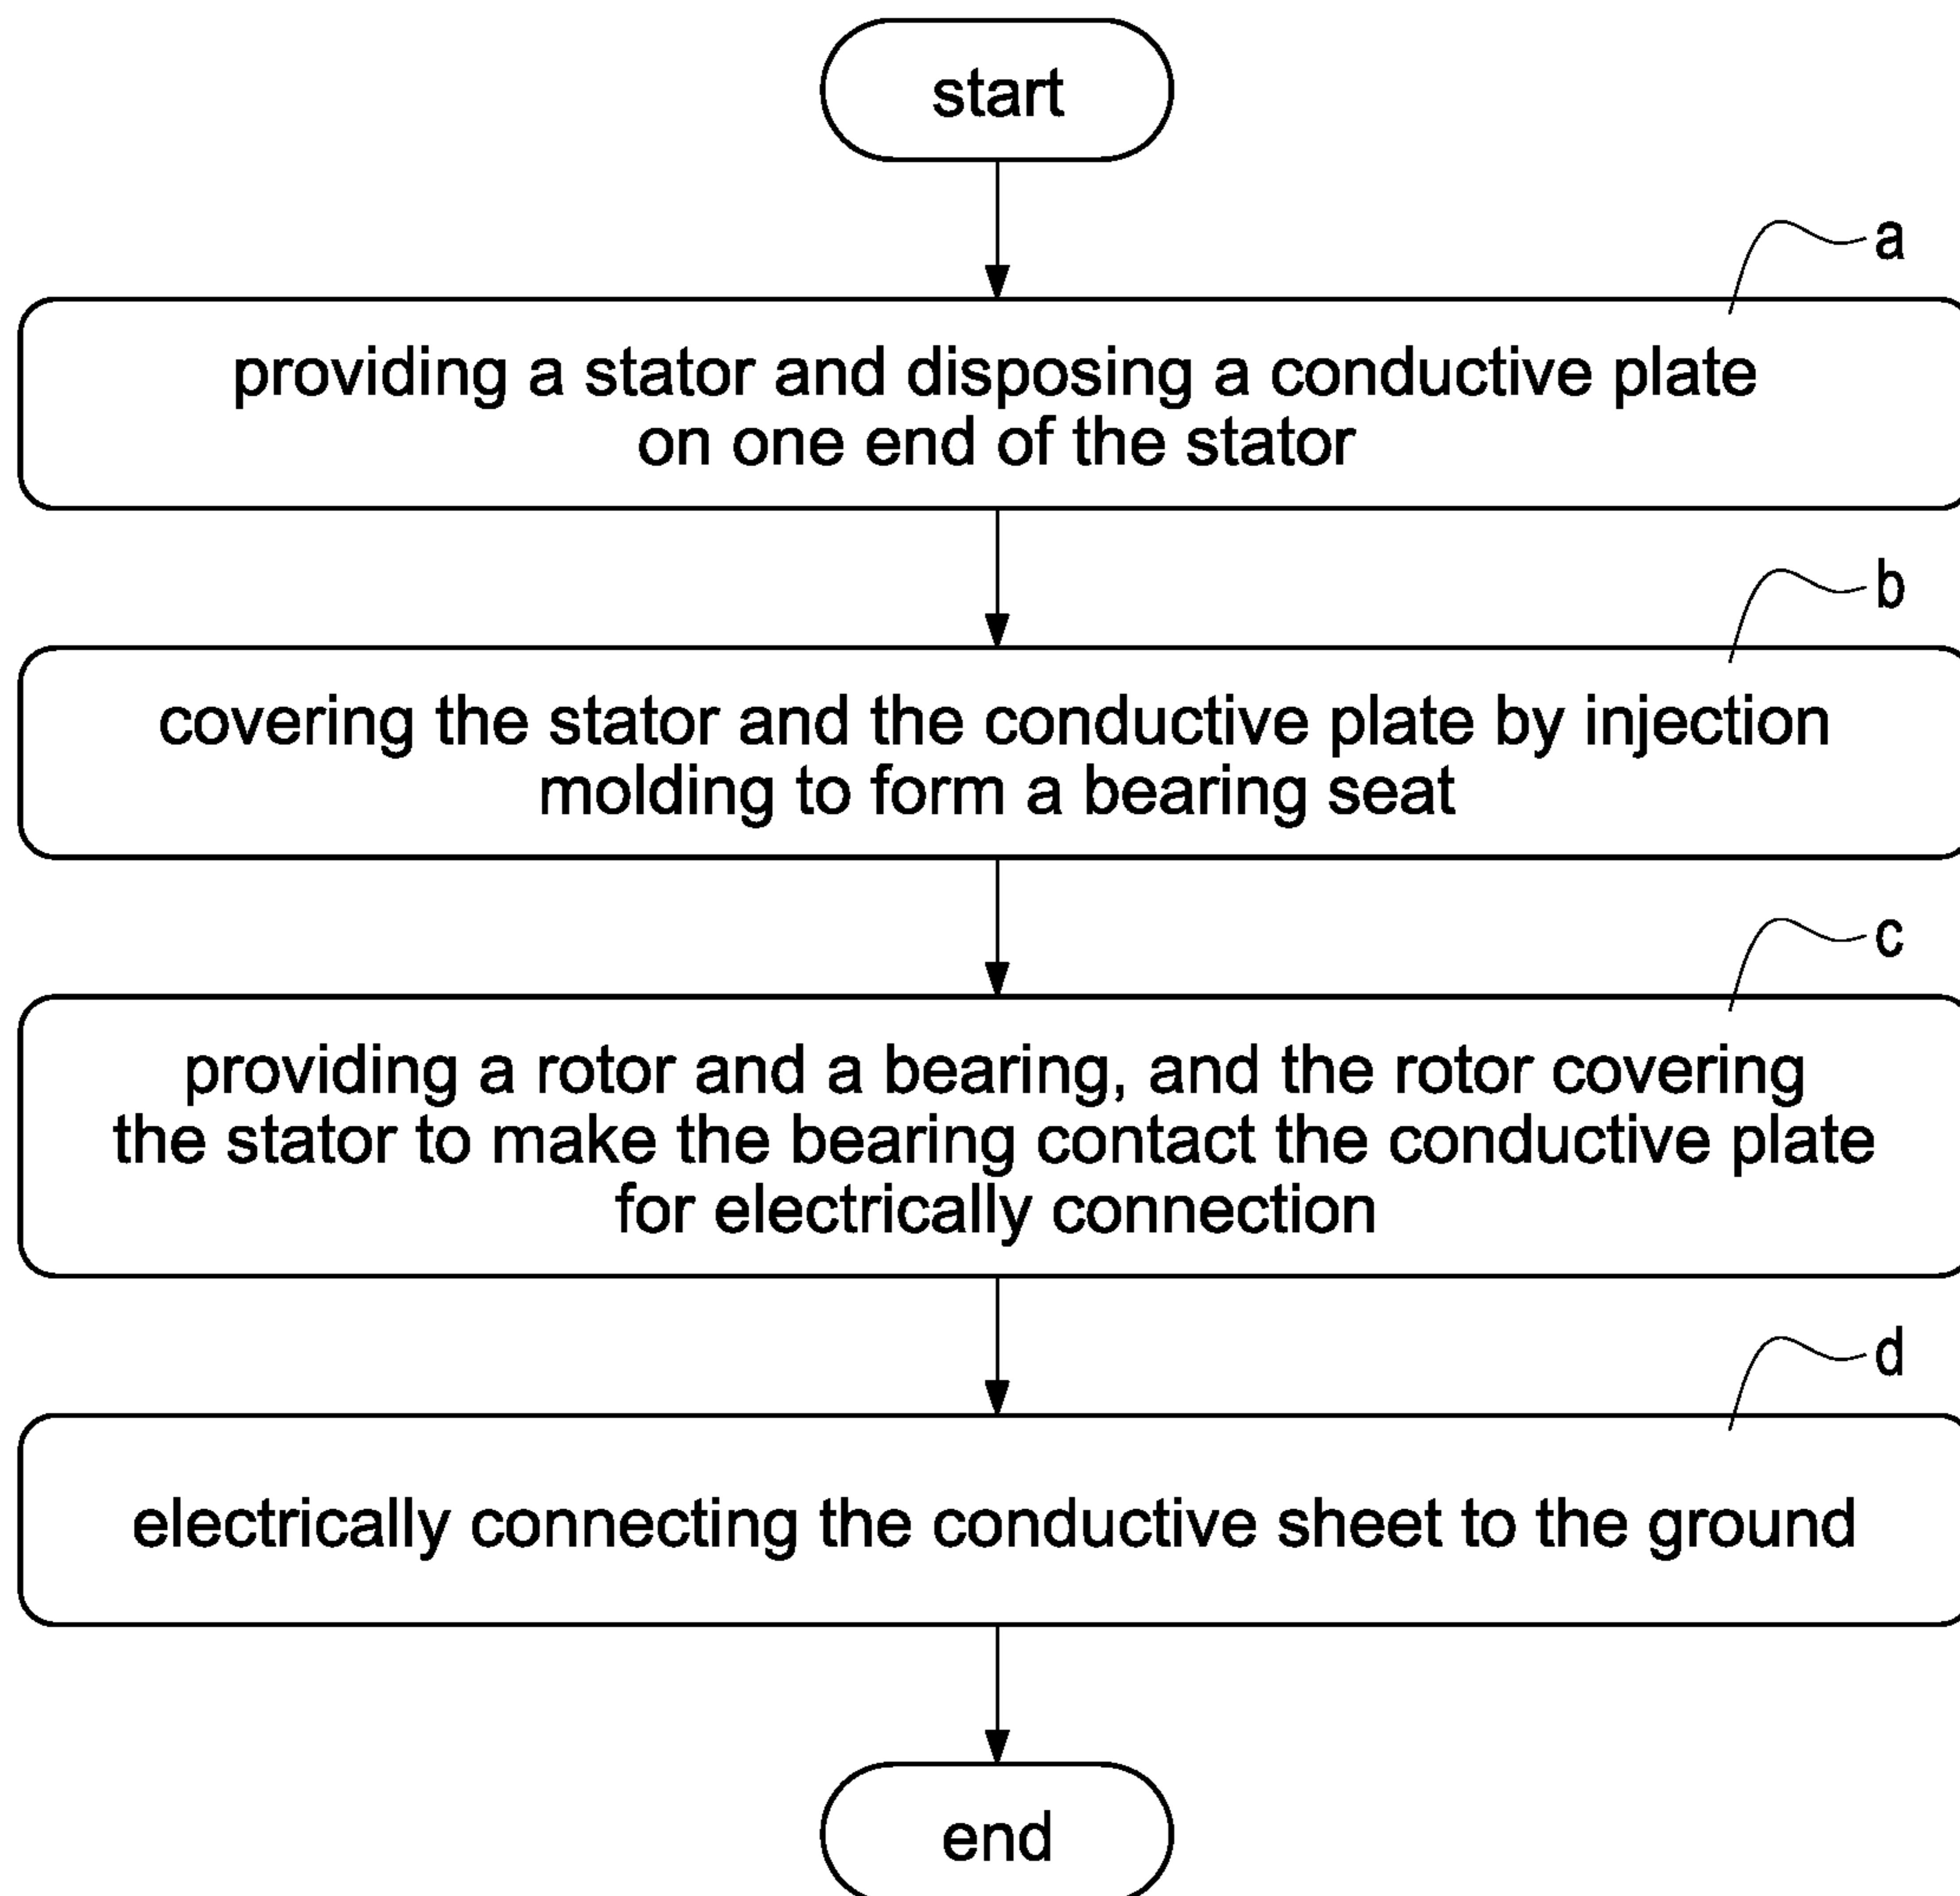 start
a
providing a stator and disposing a conductive plate
on one end of the stator
b
covering the stator and the conductive plate by injection
molding to form a bearing seat
c
providing a rotor and a bearing, and the rotor covering
the stator to make the bearing contact the conductive plate
for electrically connection
d
electrically connecting the conductive sheet to the ground
end